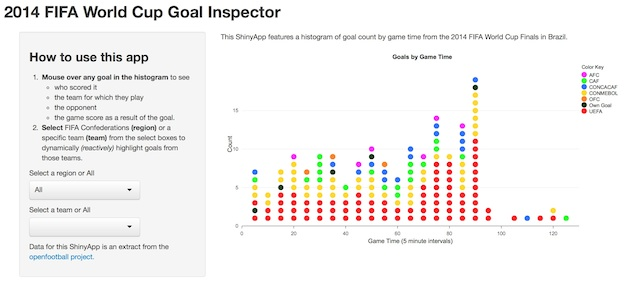 2014 FIFA World Cup Goal Inspector
How to use this app
1. Mouse over any goal in the histogram to see
who scored it
the team for which they play
the opponent
the game score as a result of the goal.
2. Select FIFA Confederations (region) or a
specific team (team) from the select boxes to
dynamically (reactively) highlight goals from
those teams.
Select a region or All
All
Select a team or All
Data for this ShinyApp is an extract from the
openfootball project.
This ShinyApp features a histogram of goal count by game time from the 2014 FIFA World Cup Finals in Brazil.
Goals by Game Time
Color Key
AFC
CAF
CONCACAF
CONMEBOL
OFC
Own Goal
UEFA
Count
15
10
5
0
0
20
40
60
80
100
120
Game Time (5 minute intervals)